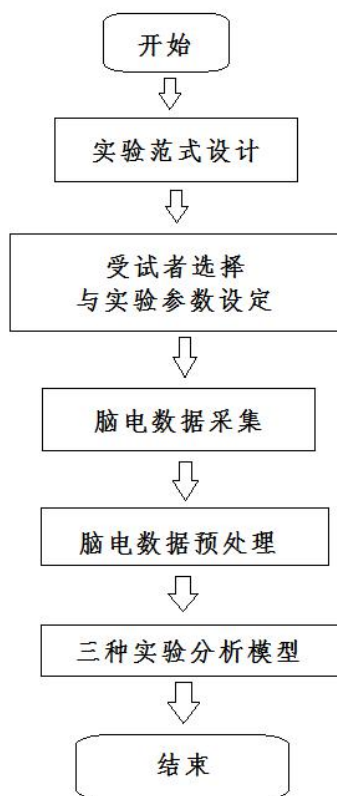 开始
实验范式设计
受试者选择
与实验参数设定
脑电数据采集
脑电数据预处理
三种实验分析模型
结束